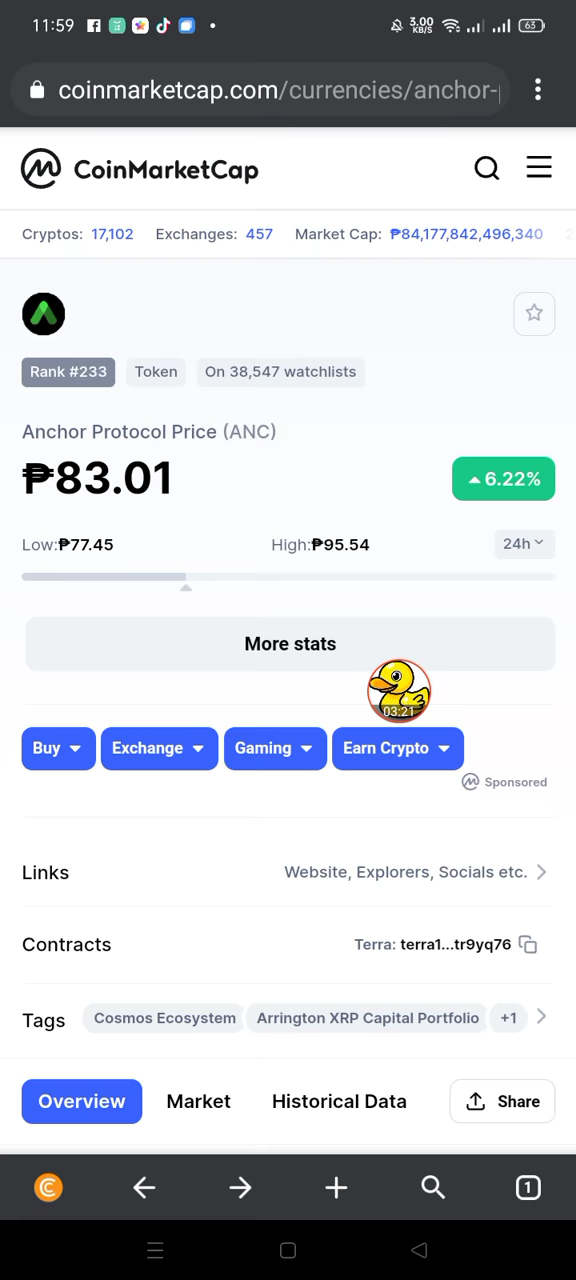 11:59
3.00
KB/S
63
coinmarketcap.com/currencies/anchor-
CoinMarketCap
Cryptos: 17,102 Exchanges: 457 Market Cap: ₱84,177,842,496,340
Rank #233 Token On 38,547 watchlists
Anchor Protocol Price (ANC)
₱83.01
6.22%
Low:₱77.45 High:₱95.54 24h
More stats
03:21
Buy Exchange Gaming Earn Crypto
Sponsored
Links Website, Explorers, Socials etc.
Contracts Terra: terra1...tr9yq76
Tags Cosmos Ecosystem Arrington XRP Capital Portfolio +1
Overview Market Historical Data Share
1